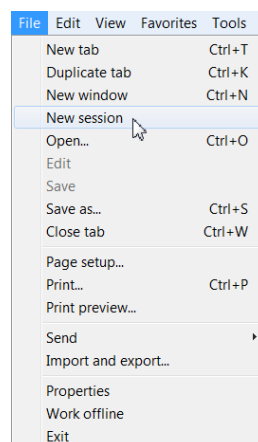 File Edit View Favorites Tools
New tab Ctrl+T
Duplicate tab Ctrl+K
New window Ctrl+N
New session
Open... Ctrl+O
Edit
Save
Save as... Ctrl+S
Close tab Ctrl+W
Page setup...
Print... Ctrl+P
Print preview...
Send
Import and export...
Properties
Work offline
Exit